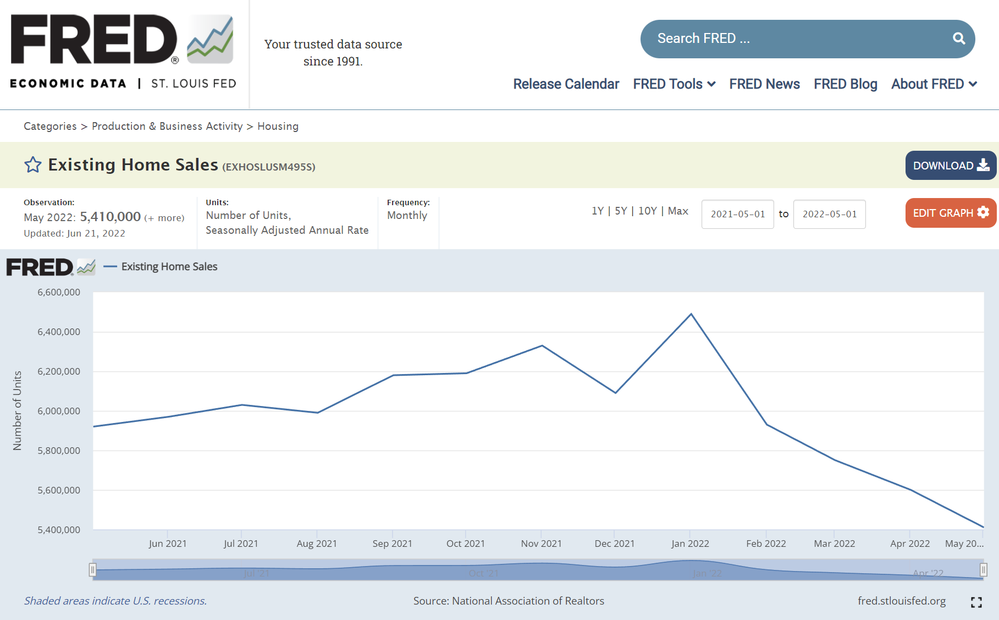 FRED®
ECONOMIC DATA | ST. LOUIS FED
Your trusted data source
since 1991.
Search FRED ...
Release Calendar FRED Tools FRED News FRED Blog About FRED
Categories > Production & Business Activity > Housing
Existing Home Sales (EXHOSLUSM495S)
DOWNLOAD
Observation:
May 2022: 5,410,000 (+ more)
Updated: Jun 21, 2022
Units:
Number of Units,
Seasonally Adjusted Annual Rate
Frequency:
Monthly
1Y | 5Y | 10Y | Max
2021-05-01 to 2022-05-01
EDIT GRAPH
FRED® Existing Home Sales
Number of Units
6,600,000
6,400,000
6,200,000
6,000,000
5,800,000
5,600,000
5,400,000
Jun 2021 Jul 2021 Aug 2021 Sep 2021 Oct 2021 Nov 2021 Dec 2021 Jan 2022 Feb 2022 Mar 2022 Apr 2022 May 20...
Jul '21 Oct '21 Jan '22 Apr '22
Shaded areas indicate U.S. recessions. Source: National Association of Realtors fred.stlouisfed.org